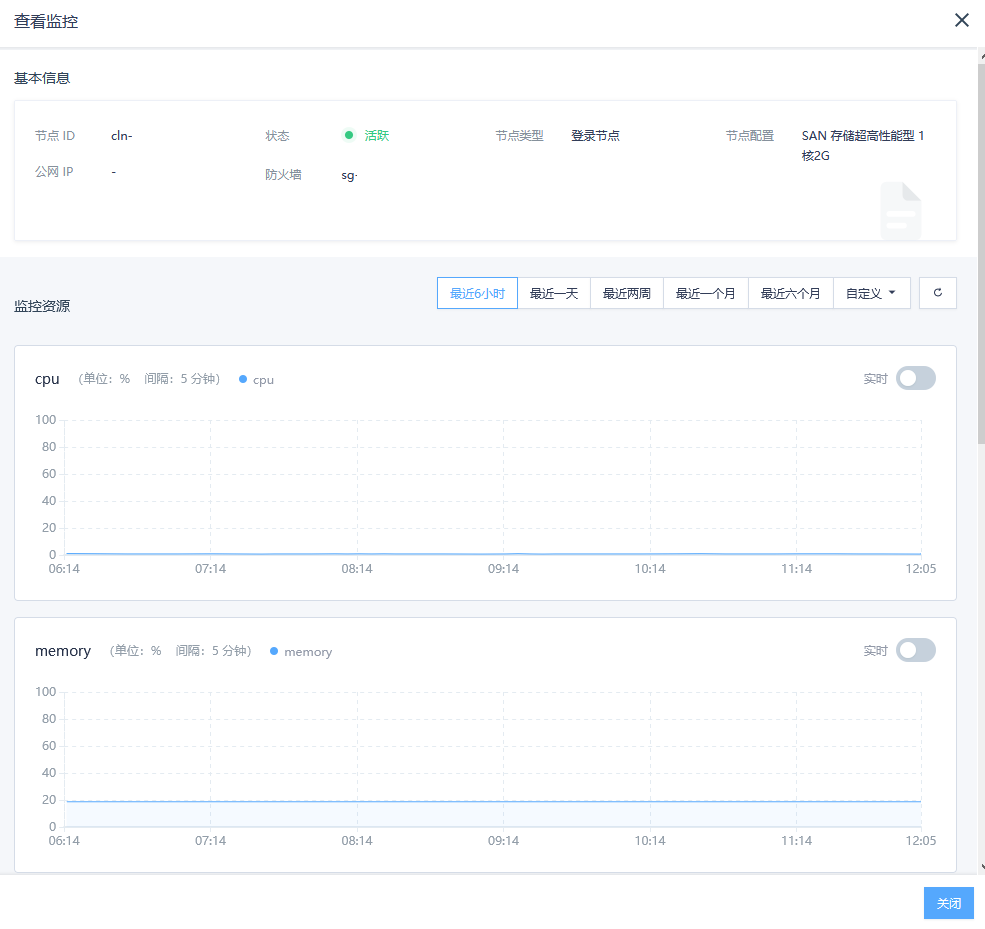 查看监控
基本信息
节点 ID cln- 状态 活跃 节点类型 登录节点 节点配置 SAN 存储超高性能型 1
核2G
公网 IP - 防火墙 sg-
监控资源 最近6小时 最近一天 最近两周 最近一个月 最近六个月 自定义
cpu (单位：% 间隔：5 分钟) cpu 实时
100
80
60
40
20
0
06:14 07:14 08:14 09:14 10:14 11:14 12:05
memory (单位：% 间隔：5 分钟) memory 实时
100
80
60
40
20
0
06:14 07:14 08:14 09:14 10:14 11:14 12:05
关闭